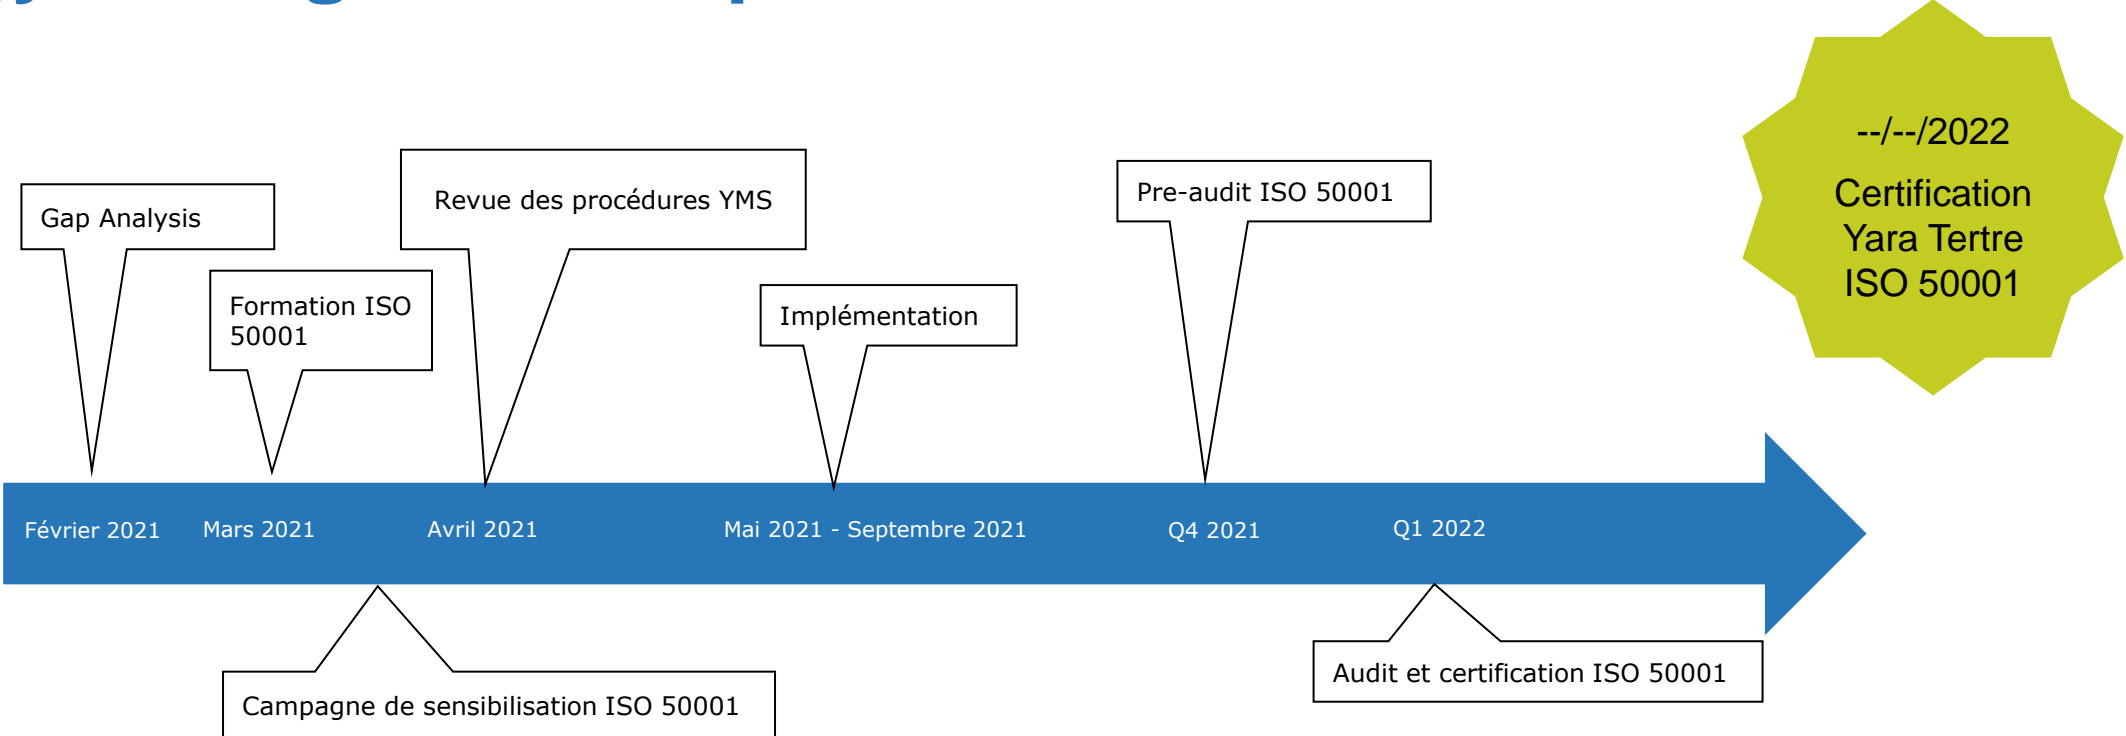 --/--/2022
Certification
Yara Tertre
ISO 50001
Gap Analysis
Formation ISO
50001
Revue des procédures YMS
Implémentation
Pre-audit ISO 50001
Février 2021
Mars 2021
Avril 2021
Mai 2021 - Septembre 2021
Q4 2021
Q1 2022
Campagne de sensibilisation ISO 50001
Audit et certification ISO 50001